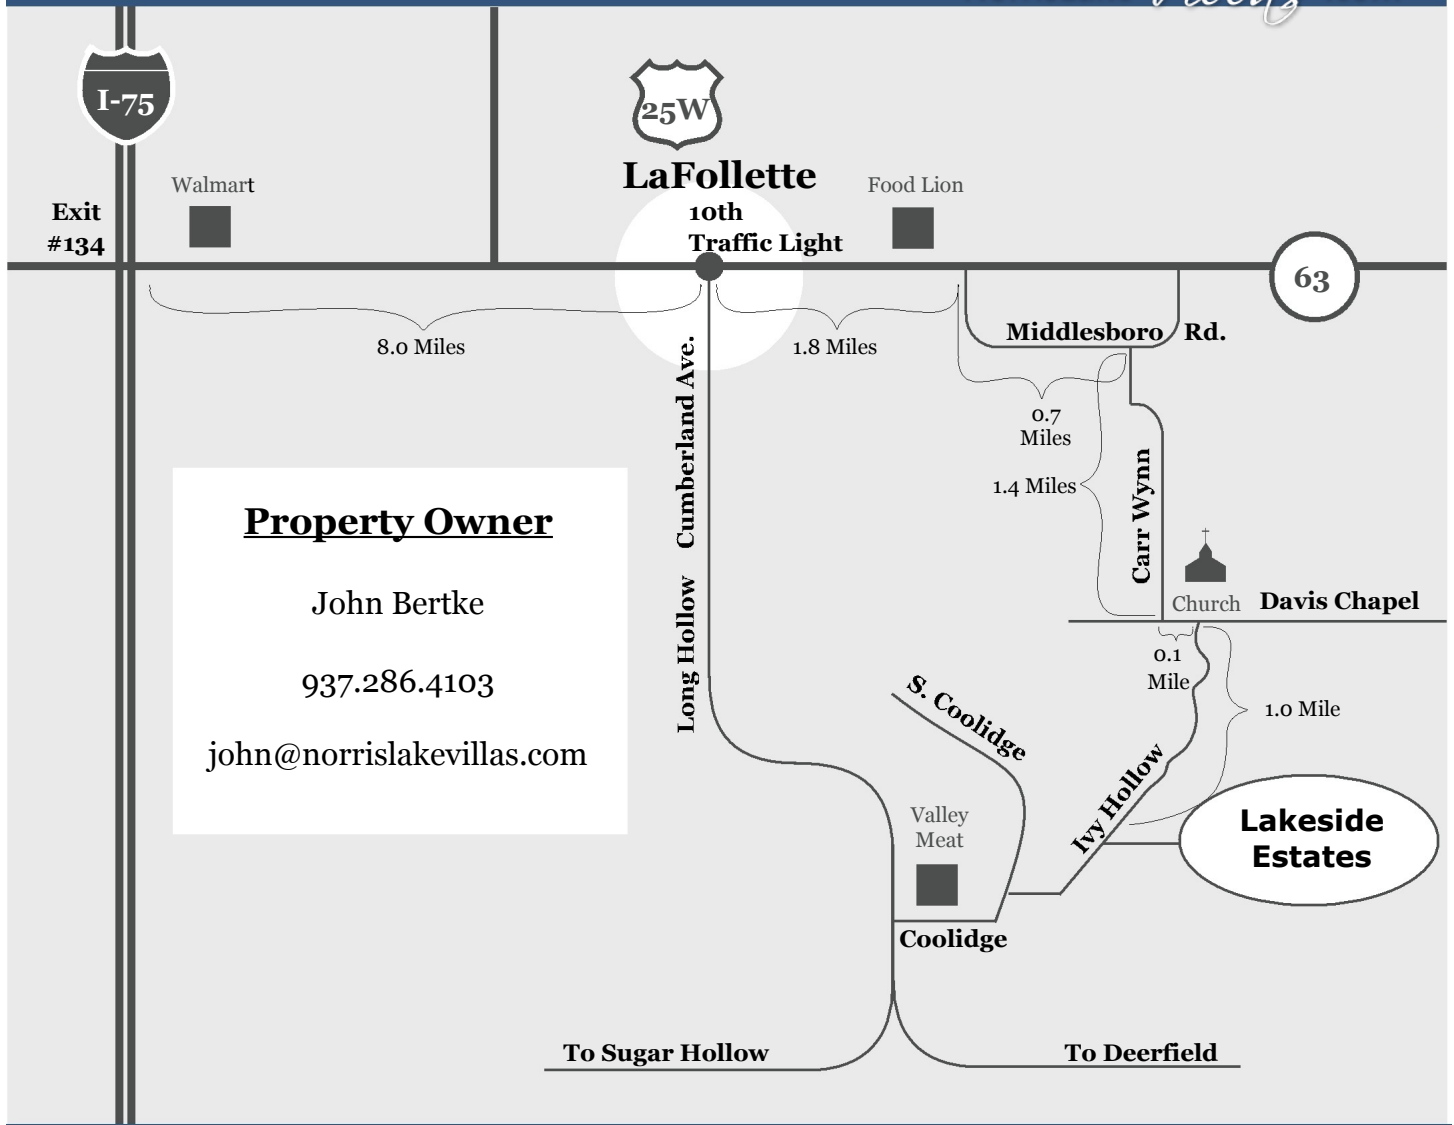 I-75
25W
LaFollette
Walmart
Food Lion
Exit
#134
10th
Traffic Light
63
8.0 Miles
1.8 Miles
Middlesboro Rd.
0.7
Miles
1.4 Miles
Cumberland Ave.
Long Hollow
Carr Wynn
Property Owner
John Bertke
937.286.4103
john@norrislakevillas.com
Church
Davis Chapel
0.1
Mile
1.0 Mile
S. Coolidge
Ivy Hollow
Valley
Meat
Lakeside
Estates
Coolidge
To Sugar Hollow
To Deerfield